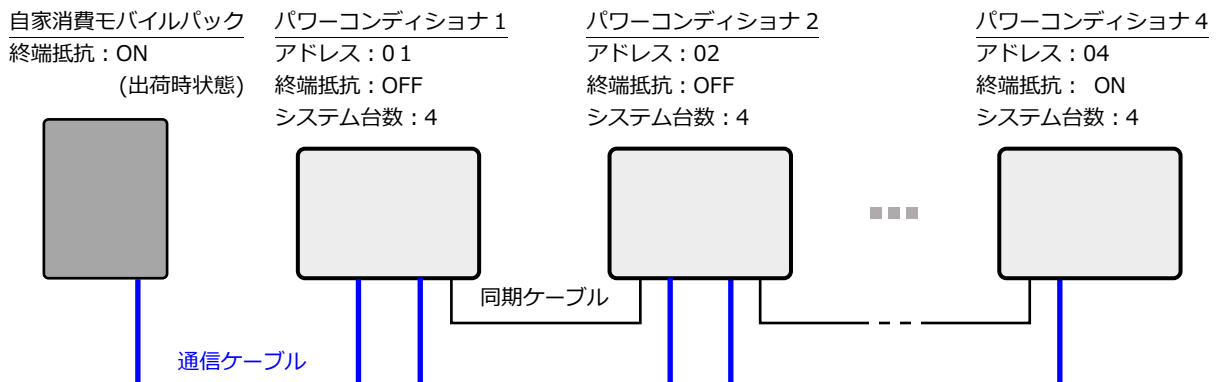 自家消費モバイルパック
終端抵抗：ON
(出荷時状態)
パワーコンディショナ１
アドレス：0１
終端抵抗：OFF
システム台数：4
パワーコンディショナ２
アドレス：02
終端抵抗：OFF
システム台数：4
パワーコンディショナ４
アドレス：04
終端抵抗： ON
システム台数：4
同期ケーブル
通信ケーブル